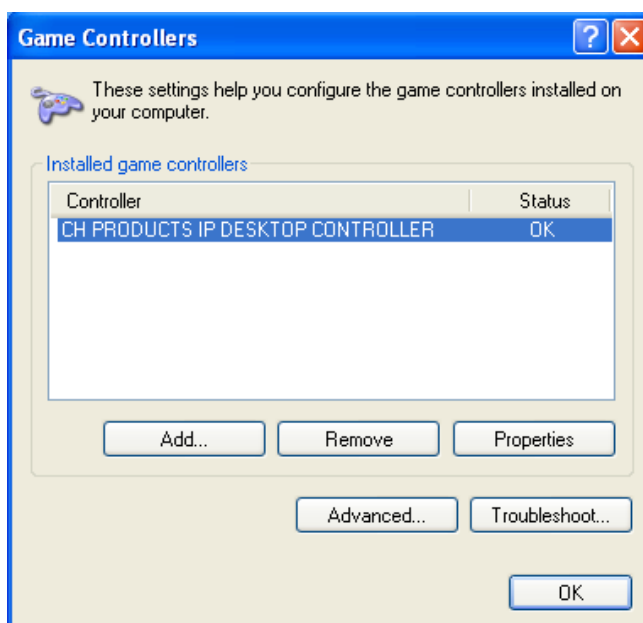 Game Controllers
These settings help you configure the game controllers installed on
your computer.
Installed game controllers
Controller Status
CH PRODUCTS IP DESKTOP CONTROLLER OK
Add... Remove Properties
Advanced... Troubleshoot...
OK